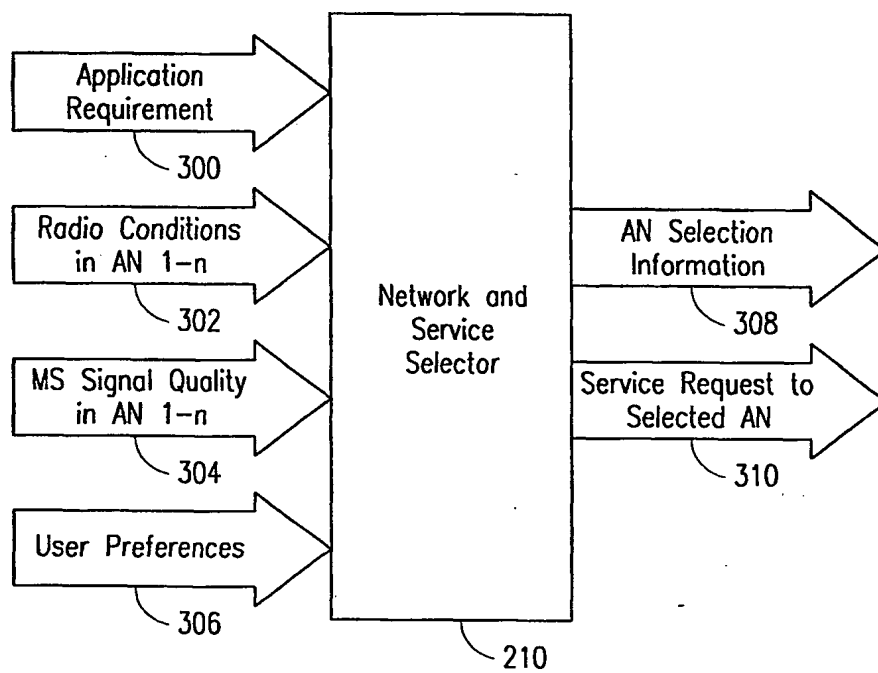 Application
Requirement
300
Radio Conditions
in AN 1-n
302
MS Signal Quality
in AN 1-n
304
User Preferences
306
Network and
Service
Selector
210
AN Selection
Information
308
Service Request to
Selected AN
310